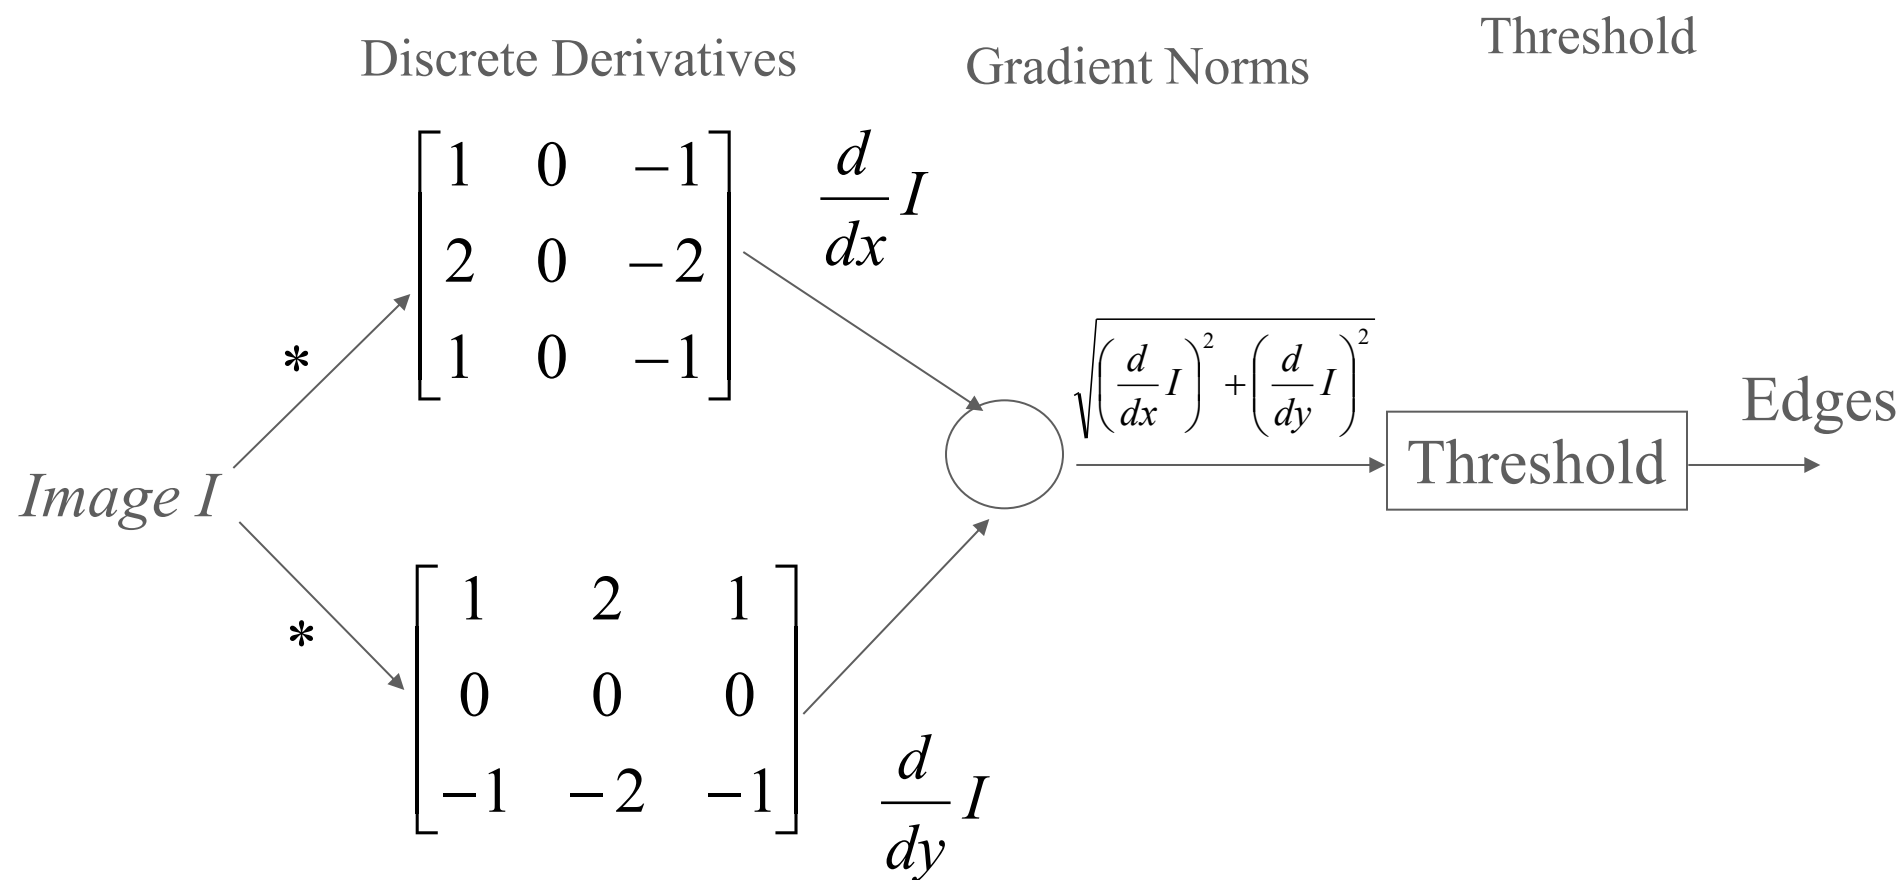 Discrete Derivatives
Gradient Norms
Threshold
1 0 −1
2 0 −2
1 0 −1
d
dx
I
*
Image I
*
√((d/dx I)² + (d/dy I)²)
Threshold
Edges
1 2 1
0 0 0
−1 −2 −1
d
dy
I